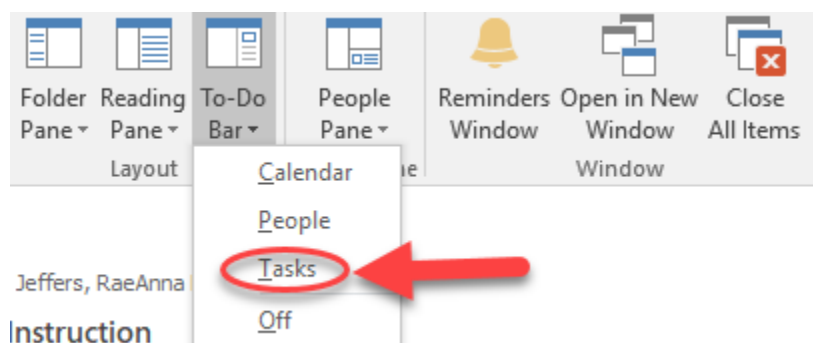 Folder Reading To-Do People Reminders Open in New Close
Pane Pane Bar Pane Window Window All Items
Layout Window
Calendar
People
Tasks
Off
Jeffers, RaeAnna
Instruction